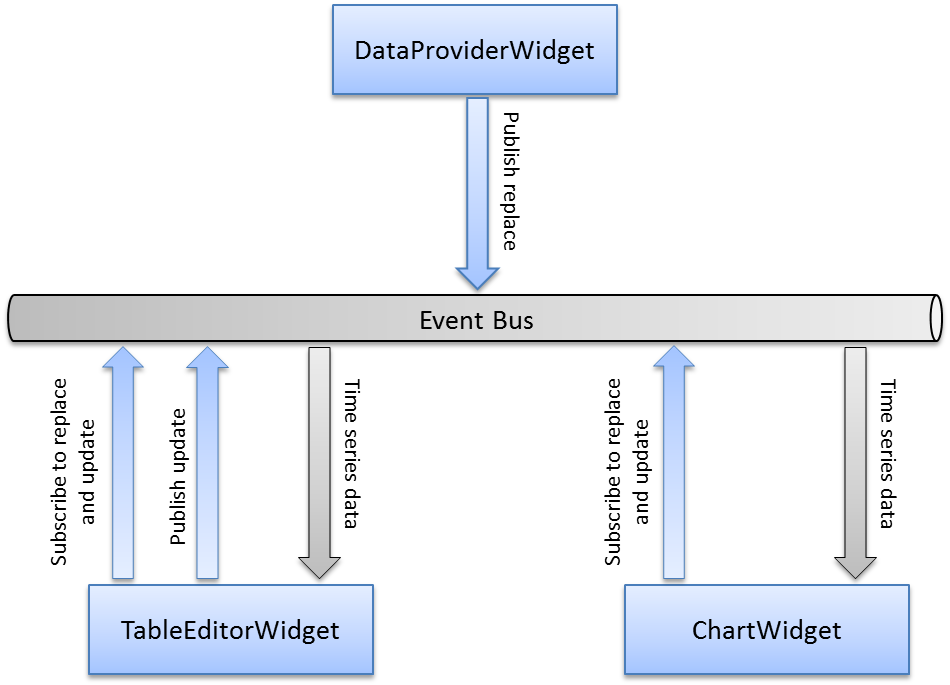 DataProviderWidget
Publish replace
Event Bus
Subscribe to replace
and update
Publish update
Time series data
Subscribe to replace
and update
Time series data
TableEditorWidget
ChartWidget